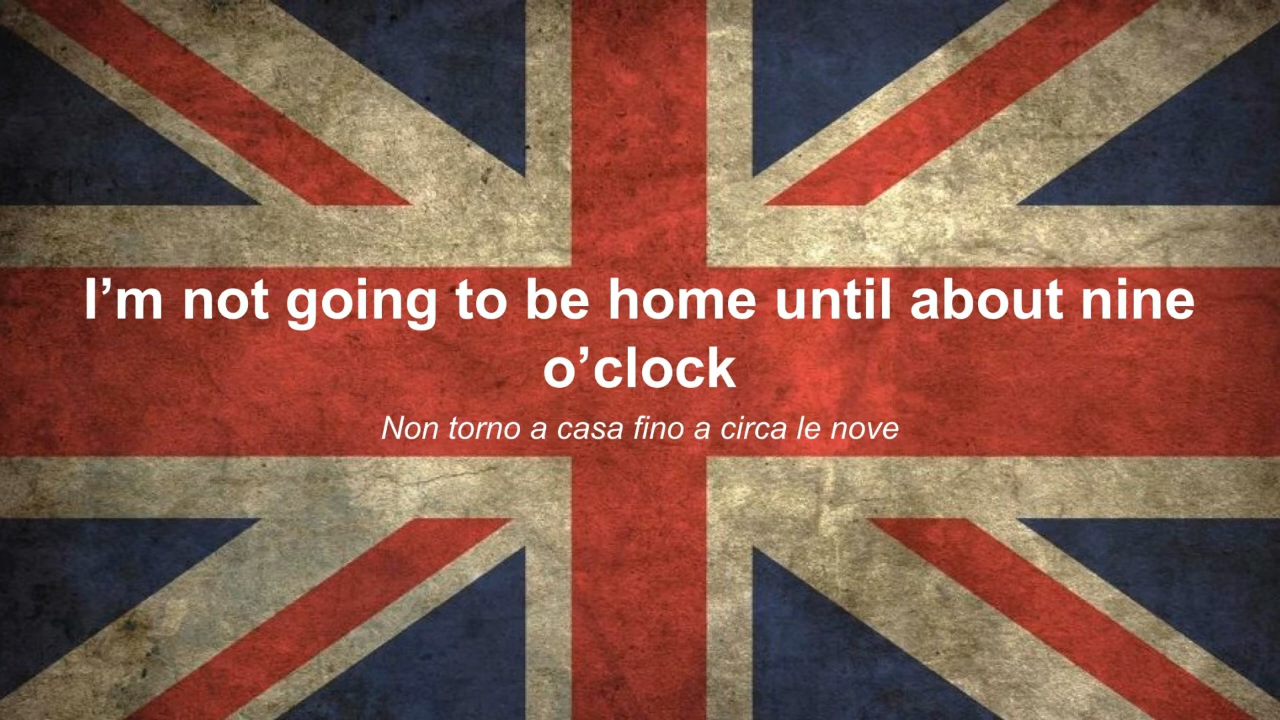 I’m not going to be home until about nine
o’clock
Non torno a casa fino a circa le nove